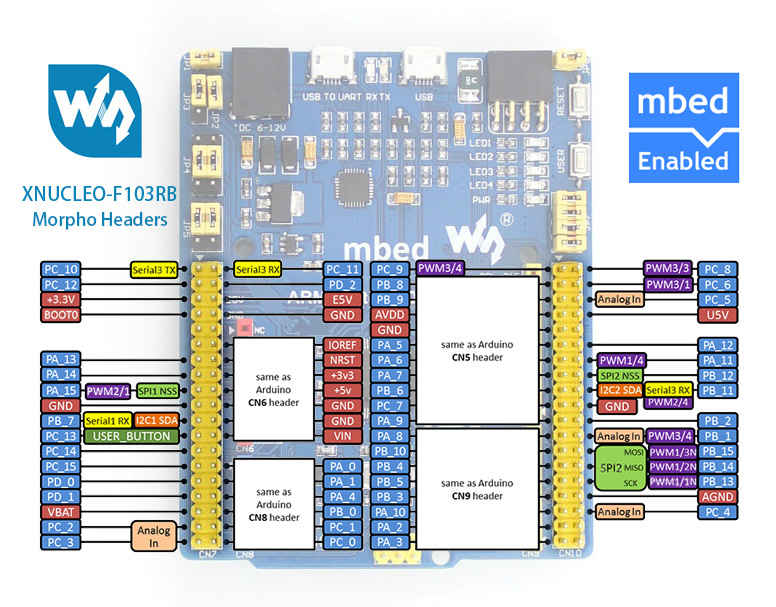 USB TO UART RXTX
USB
°DC 6-12V
JP3
JP2
JP4
JP5
RESET
USER
LED1
LED2
LED3
LED4
PWR
mbed
Enabled
XNUCLEO-F103RB
Morpho Headers
mbed
®
PC_10 Serial3 TX Serial3 RX PC_11 PC_9 PWM3/4 PWM3/3 PC_8
PC_12 PD_2 PB_8 PWM3/1 PC_6
+3.3V E5V PB_9 Analog In PC_5
BOOT0 GND AVDD U5V
NC
GND
IOREF PA_5 PA_12
PA_13 NRST PA_6 PWM1/4 PA_11
PA_14 +3v3 PA_7 SPI2 NSS PB_12
PA_15 PWM2/1 SPI1 NSS +5v PB_6 I2C2 SDA Serial3 RX PB_11
GND GND PC_7 GND PWM2/4
PB_7 Serial1 RX I2C1 SDA GND PA_9 PB_2
PC_13 USER_BUTTON VIN PA_8 Analog In PWM3/4 PB_1
same as
Arduino
CN6 header
same as Arduino
CN5 header
CN6
PC_14 PB_10 MOSI PWM1/3N PB_15
PC_15 PA_0 PB_4 SPI2 MISO PWM1/2N PB_14
PD_0 PA_1 PB_5 SCK PWM1/1N PB_13
PD_1 PA_4 PB_3 AGND
VBAT PB_0 PA_10 Analog In PC_4
PC_2 Analog In PC_1 PA_2
PC_3 PC_0 PA_3
same as
Arduino
CN8 header
same as Arduino
CN9 header
CN7
CN8
CN10